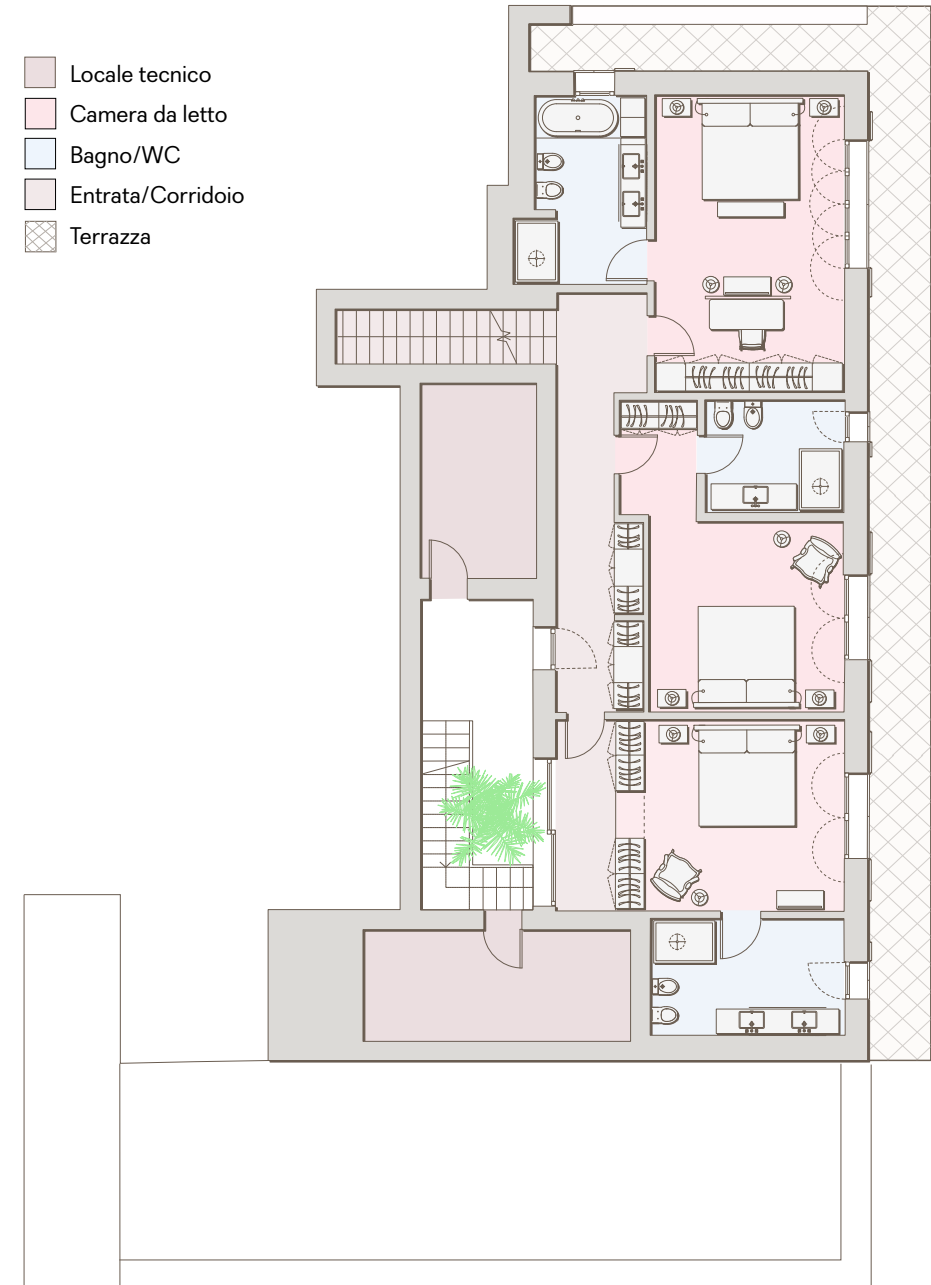 Locale tecnico
Camera da letto
Bagno/WC
Entrata/Corridoio
Terrazza